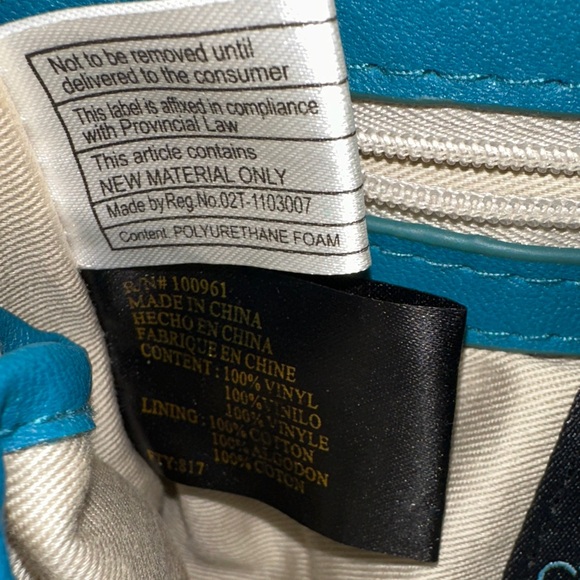 Not to be removed until
delivered to the consumer
This label is affixed in compliance
with Provincial Law
This article contains
NEW MATERIAL ONLY
Made by Reg.No.02T-1103007
Content: POLYURETHANE FOAM
R/N# 100961
MADE IN CHINA
HECHO EN CHINA
FABRIQUE EN CHINE
CONTENT : 100% VINYL
100% VINILO
100% VINYLE
LINING : 100% COTTON
100% ALGODON
100% COTON
FTY:817